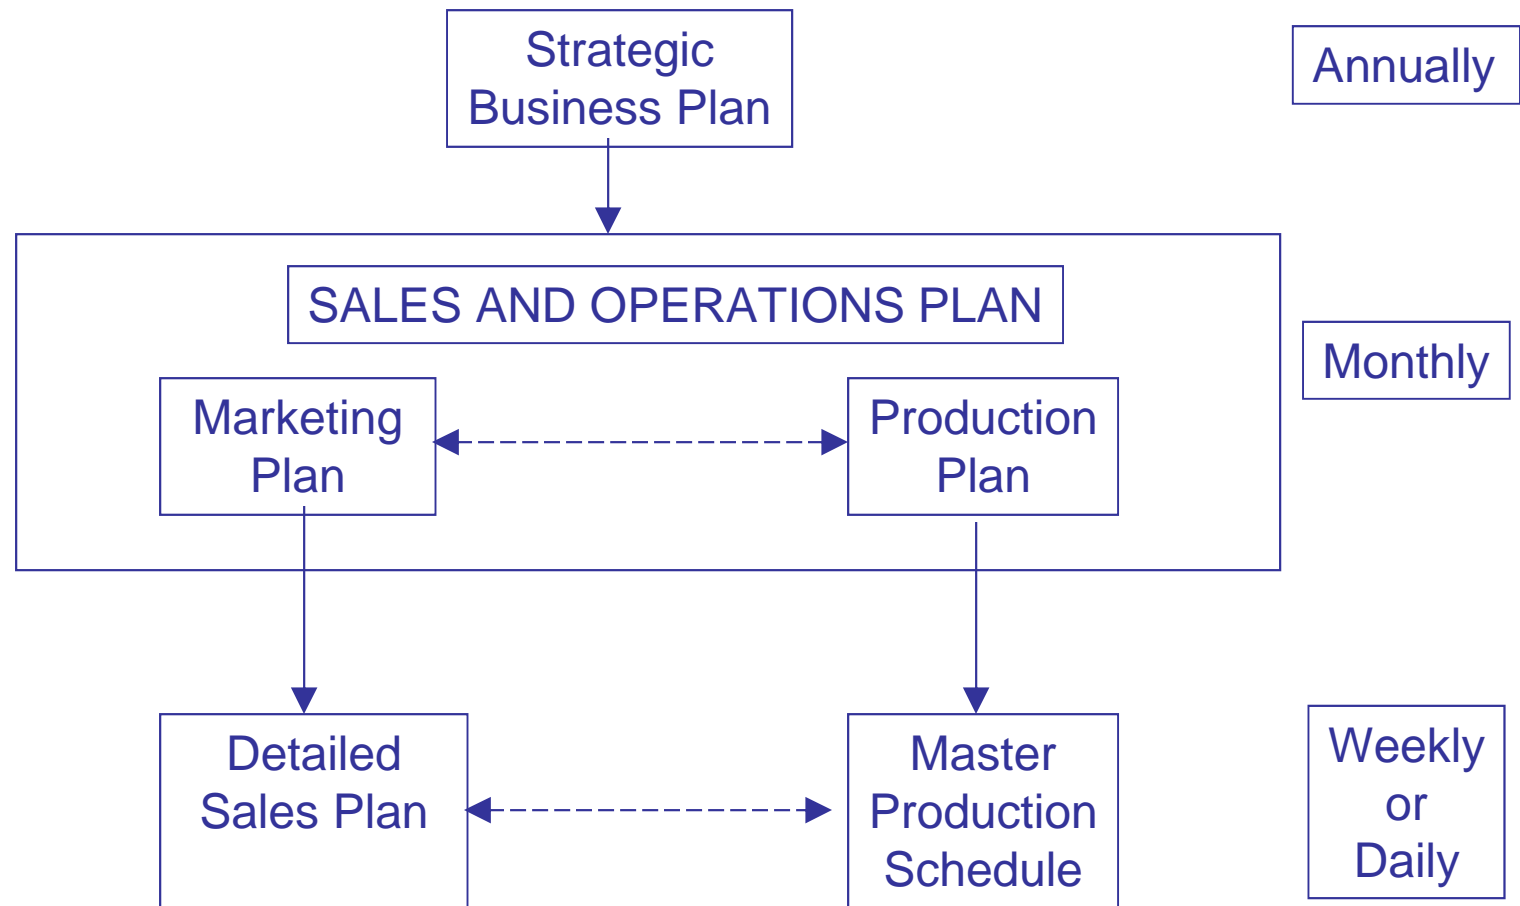 Strategic
Business Plan
Annually
SALES AND OPERATIONS PLAN
Monthly
Marketing
Plan
Production
Plan
Detailed
Sales Plan
Master
Production
Schedule
Weekly
or
Daily